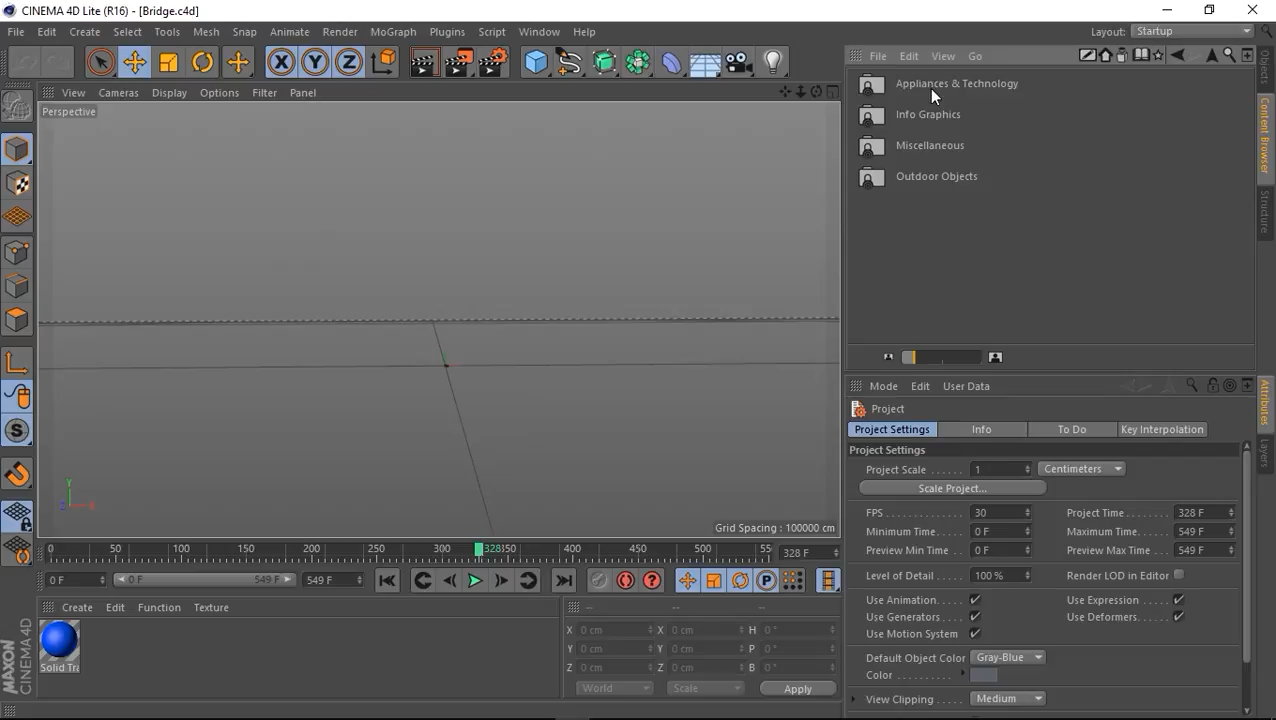 CINEMA 4D Lite (R16) - [Bridge.c4d]
File Edit Create Select Tools Mesh Snap Animate Render MoGraph Plugins Script Window Help
Layout: Startup
View Cameras Display Options Filter Panel
Perspective
Grid Spacing : 100000 cm
Y
Z X
File Edit View Go
Appliances & Technology
Info Graphics
Miscellaneous
Outdoor Objects
Objects
Content Browser
Structure
0 50 100 150 200 250 300 328 350 400 450 500 55 328 F
0 F 0 F 549 F 549 F
Create Edit Function Texture
Solid Tra
-- -- --
X 0 cm X 0 cm H 0 °
Y 0 cm Y 0 cm P 0 °
Z 0 cm Z 0 cm B 0 °
World Scale Apply
MAXON CINEMA 4D
Mode Edit User Data
Project
Project Settings Info To Do Key Interpolation
Project Settings
Project Scale 1 Centimeters
Scale Project...
FPS 30 Project Time 328 F
Minimum Time 0 F Maximum Time 549 F
Preview Min Time 0 F Preview Max Time 549 F
Level of Detail 100 % Render LOD in Editor
Use Animation Use Expression
Use Generators Use Deformers
Use Motion System
Default Object Color Gray-Blue
Color
View Clipping Medium
Attributes
Layers